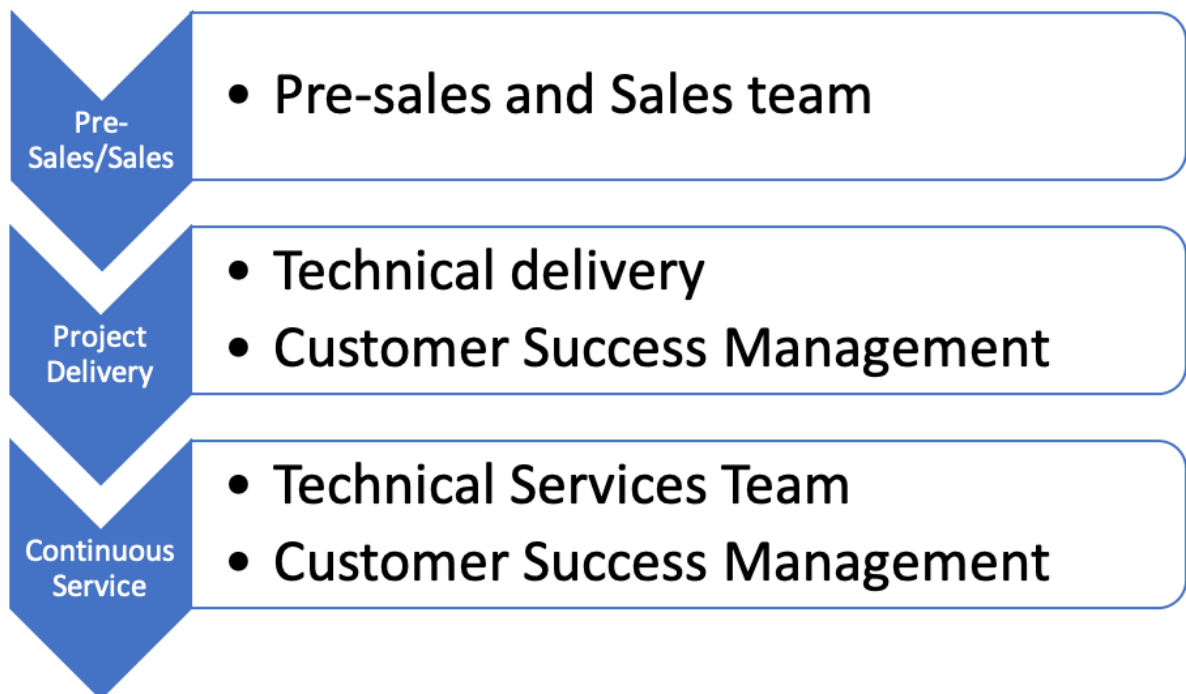 Pre-
Sales/Sales
• Pre-sales and Sales team
Project
Delivery
• Technical delivery
• Customer Success Management
Continuous
Service
• Technical Services Team
• Customer Success Management